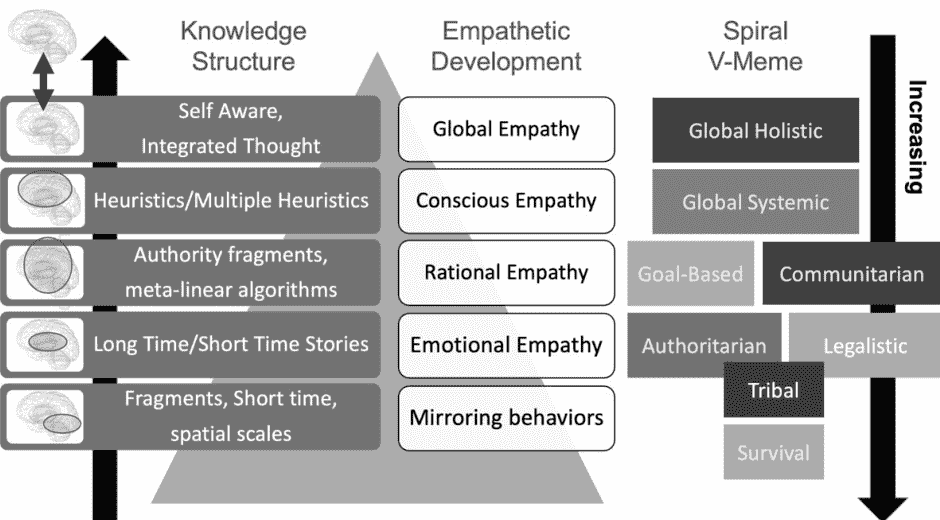 Knowledge
Structure
Empathetic
Development
Spiral
V-Meme
Increasing
Self Aware,
Integrated Thought
Global Empathy
Global Holistic
Heuristics/Multiple Heuristics
Conscious Empathy
Global Systemic
Authority fragments,
meta-linear algorithms
Rational Empathy
Goal-Based
Communitarian
Long Time/Short Time Stories
Emotional Empathy
Authoritarian
Legalistic
Tribal
Fragments, Short time,
spatial scales
Mirroring behaviors
Survival